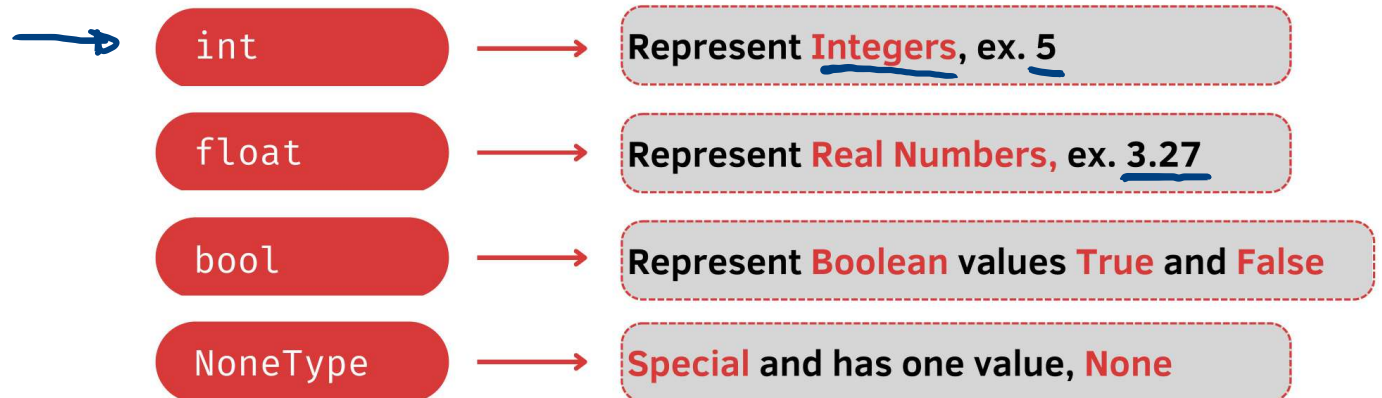 int
Represent Integers, ex. 5
float
Represent Real Numbers, ex. 3.27
bool
Represent Boolean values True and False
NoneType
Special and has one value, None